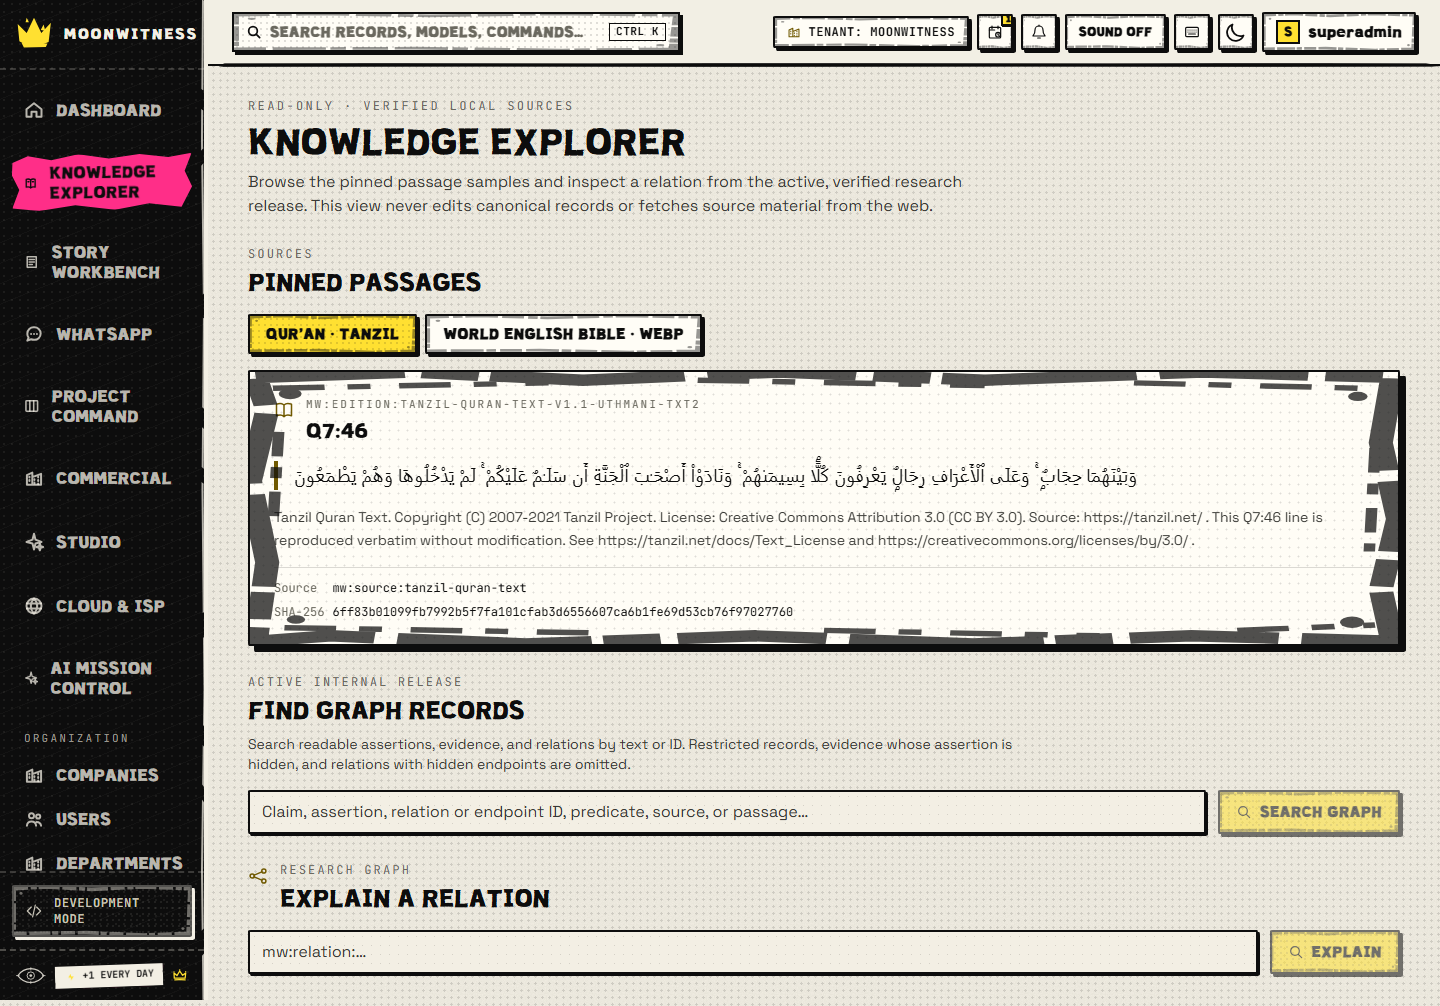 MOONWITNESS
SEARCH RECORDS, MODELS, COMMANDS…
CTRL K
TENANT: MOONWITNESS
SOUND OFF
S
superadmin
DASHBOARD
KNOWLEDGE
EXPLORER
STORY
WORKBENCH
WHATSAPP
PROJECT
COMMAND
COMMERCIAL
STUDIO
CLOUD & ISP
AI MISSION
CONTROL
ORGANIZATION
COMPANIES
USERS
DEPARTMENTS
DEVELOPMENT
MODE
+1 EVERY DAY
READ-ONLY · VERIFIED LOCAL SOURCES
KNOWLEDGE EXPLORER
Browse the pinned passage samples and inspect a relation from the active, verified research
release. This view never edits canonical records or fetches source material from the web.
SOURCES
PINNED PASSAGES
QUR'AN · TANZIL
WORLD ENGLISH BIBLE · WEBP
MW:EDITION:TANZIL-QURAN-TEXT-V1.1-UTHMANI-TXT2
Q7:46
وَبَيْنَهُمَا حِجَابٌ ۚ وَعَلَى ٱلْأَعْرَافِ رِجَالٌ يَعْرِفُونَ كُلًّۢا بِسِيمَىٰهُمْ ۚ وَنَادَوْا۟ أَصْحَـٰبَ ٱلْجَنَّةِ أَن سَلَـٰمٌ عَلَيْكُمْ ۚ لَمْ يَدْخُلُوهَا وَهُمْ يَطْمَعُونَ
Tanzil Quran Text. Copyright (C) 2007-2021 Tanzil Project. License: Creative Commons Attribution 3.0 (CC BY 3.0). Source: https://tanzil.net/ . This Q7:46 line is
reproduced verbatim without modification. See https://tanzil.net/docs/Text_License and https://creativecommons.org/licenses/by/3.0/ .
Source mw:source:tanzil-quran-text
SHA-256 6ff83b01099fb7992b5f7fa101cfab3d6556607ca6b1fe69d53cb76f97027760
ACTIVE INTERNAL RELEASE
FIND GRAPH RECORDS
Search readable assertions, evidence, and relations by text or ID. Restricted records, evidence whose assertion is
hidden, and relations with hidden endpoints are omitted.
Claim, assertion, relation or endpoint ID, predicate, source, or passage…
SEARCH GRAPH
RESEARCH GRAPH
EXPLAIN A RELATION
mw:relation:…
EXPLAIN